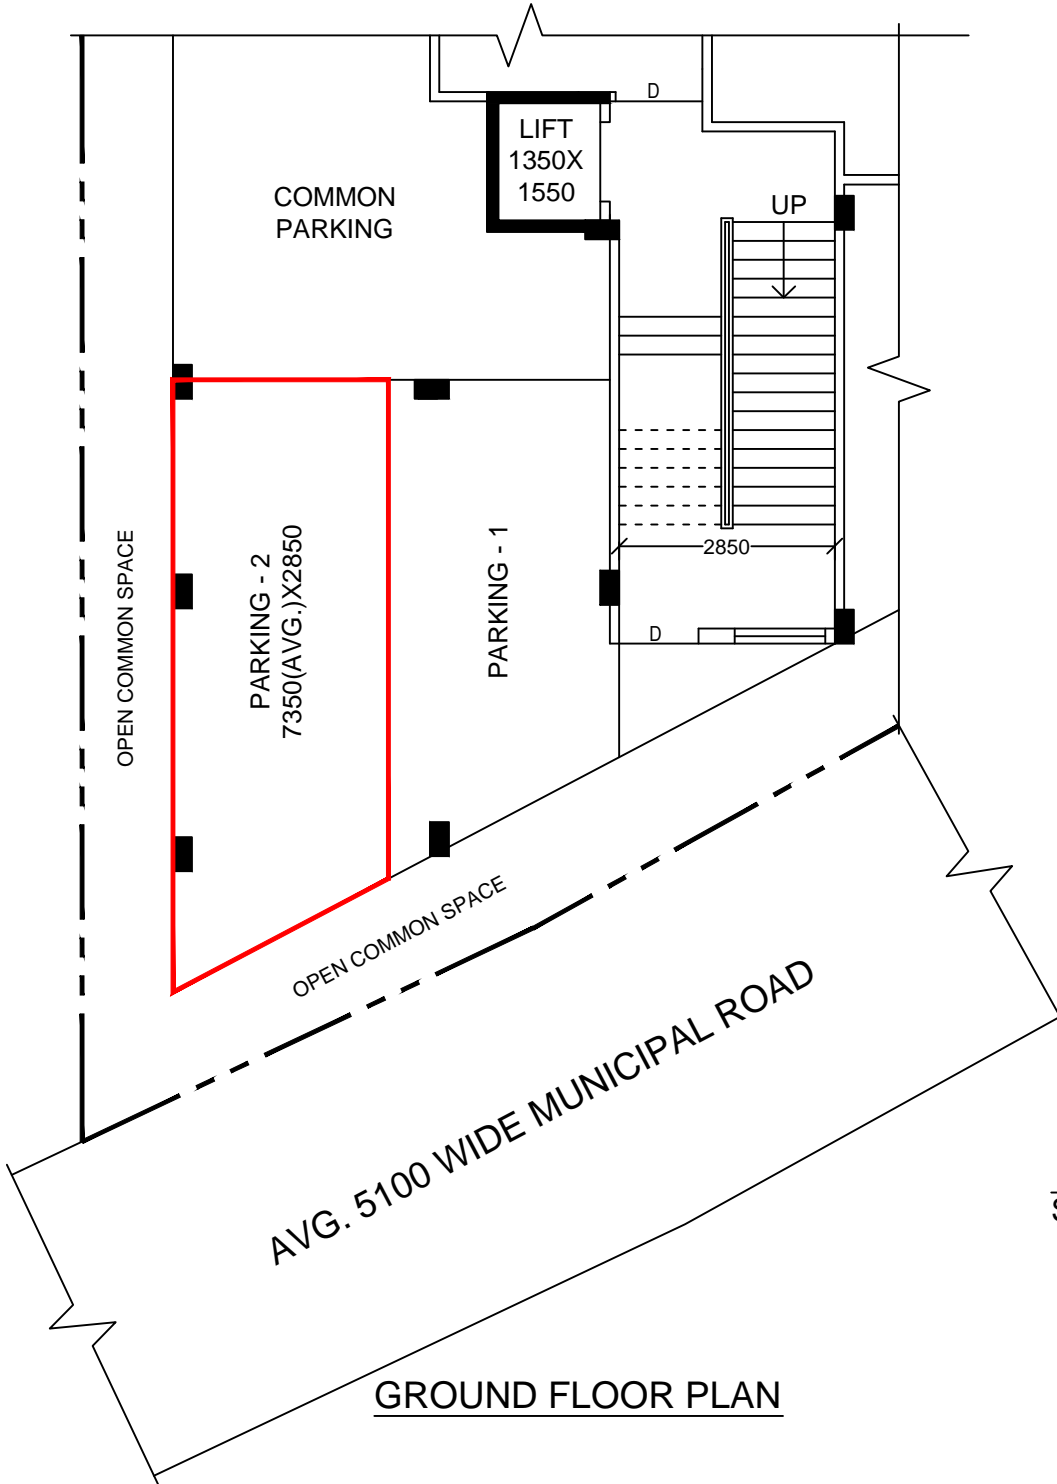 D
LIFT
1350X
1550
COMMON
PARKING
UP
2850
OPEN COMMON SPACE
PARKING - 2
7350(AVG.)X2850
PARKING - 1
D
OPEN COMMON SPACE
AVG. 5100 WIDE MUNICIPAL ROAD
GROUND FLOOR PLAN